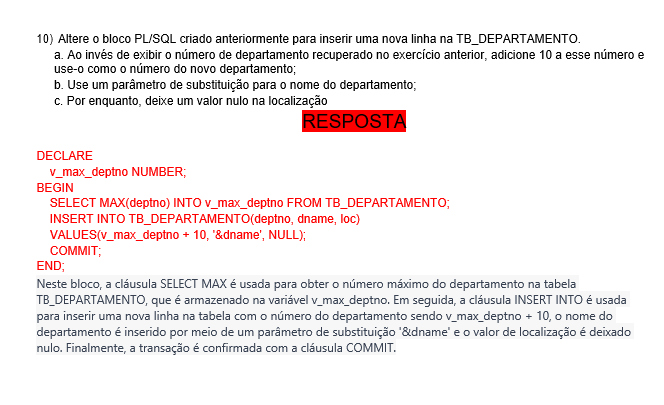 10) Altere o bloco PL/SQL criado anteriormente para inserir uma nova linha na TB_DEPARTAMENTO.
a. Ao invés de exibir o número de departamento recuperado no exercício anterior, adicione 10 a esse número e
use-o como o número do novo departamento;
b. Use um parâmetro de substituição para o nome do departamento;
c. Por enquanto, deixe um valor nulo na localização
RESPOSTA
DECLARE
v_max_deptno NUMBER;
BEGIN
SELECT MAX(deptno) INTO v_max_deptno FROM TB_DEPARTAMENTO;
INSERT INTO TB_DEPARTAMENTO(deptno, dname, loc)
VALUES(v_max_deptno + 10, '&dname', NULL);
COMMIT;
END;
Neste bloco, a cláusula SELECT MAX é usada para obter o número máximo do departamento na tabela
TB_DEPARTAMENTO, que é armazenado na variável v_max_deptno. Em seguida, a cláusula INSERT INTO é usada
para inserir uma nova linha na tabela com o número do departamento sendo v_max_deptno + 10, o nome do
departamento é inserido por meio de um parâmetro de substituição '&dname' e o valor de localização é deixado
nulo. Finalmente, a transação é confirmada com a cláusula COMMIT.